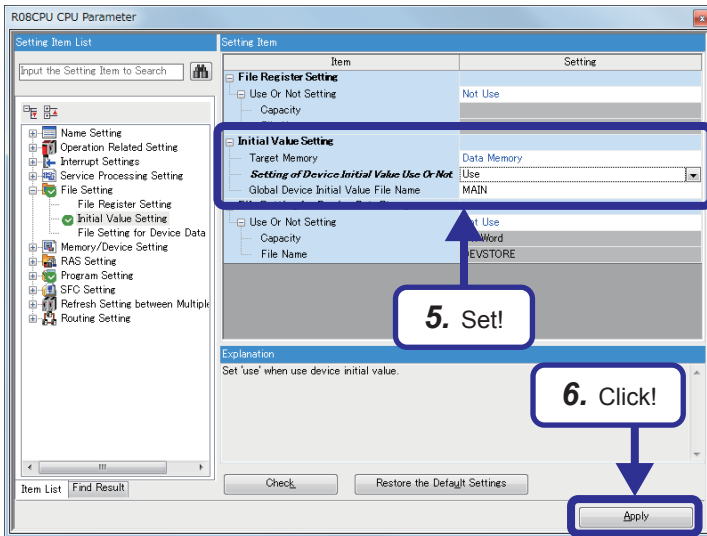 R08CPU CPU Parameter
Setting Item List
Setting Item
Input the Setting Item to Search
Item
Setting
File Register Setting
Use Or Not Setting
Not Use
Capacity
Initial Value Setting
Target Memory
Data Memory
Setting of Device Initial Value Use Or Not
Use
Global Device Initial Value File Name
MAIN
Use Or Not Setting
Not Use
Capacity
Word
File Name
DEVSTORE
Name Setting
Operation Related Setting
Interrupt Settings
Service Processing Setting
File Setting
File Register Setting
Initial Value Setting
File Setting for Device Data
Memory/Device Setting
RAS Setting
Program Setting
SFC Setting
Refresh Setting between Multiple
Routing Setting
5. Set!
Explanation
Set 'use' when use device initial value.
6. Click!
Item List
Find Result
Check
Restore the Default Settings
Apply